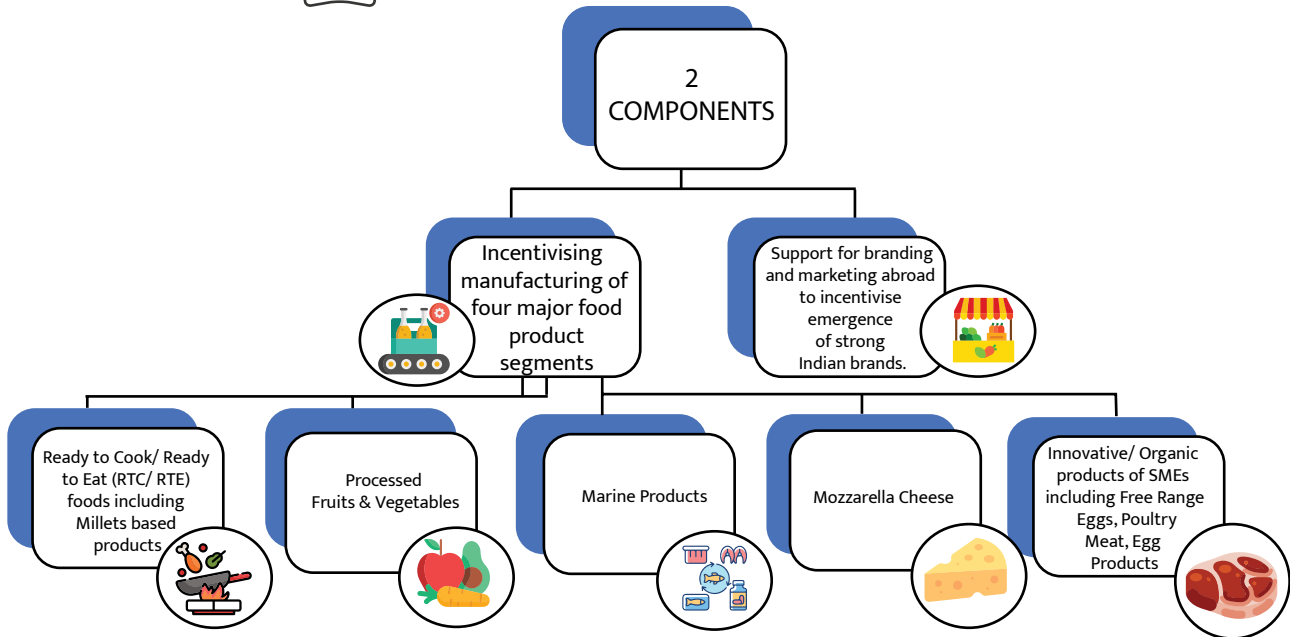 2
COMPONENTS
Incentivising
manufacturing of
four major food
product
segments
Support for branding
and marketing abroad
to incentivise
emergence
of strong
Indian brands.
Ready to Cook/ Ready
to Eat (RTC/ RTE)
foods including
Millets based
products
Processed
Fruits & Vegetables
Marine Products
Mozzarella Cheese
Innovative/ Organic
products of SMEs
including Free Range
Eggs, Poultry
Meat, Egg
Products